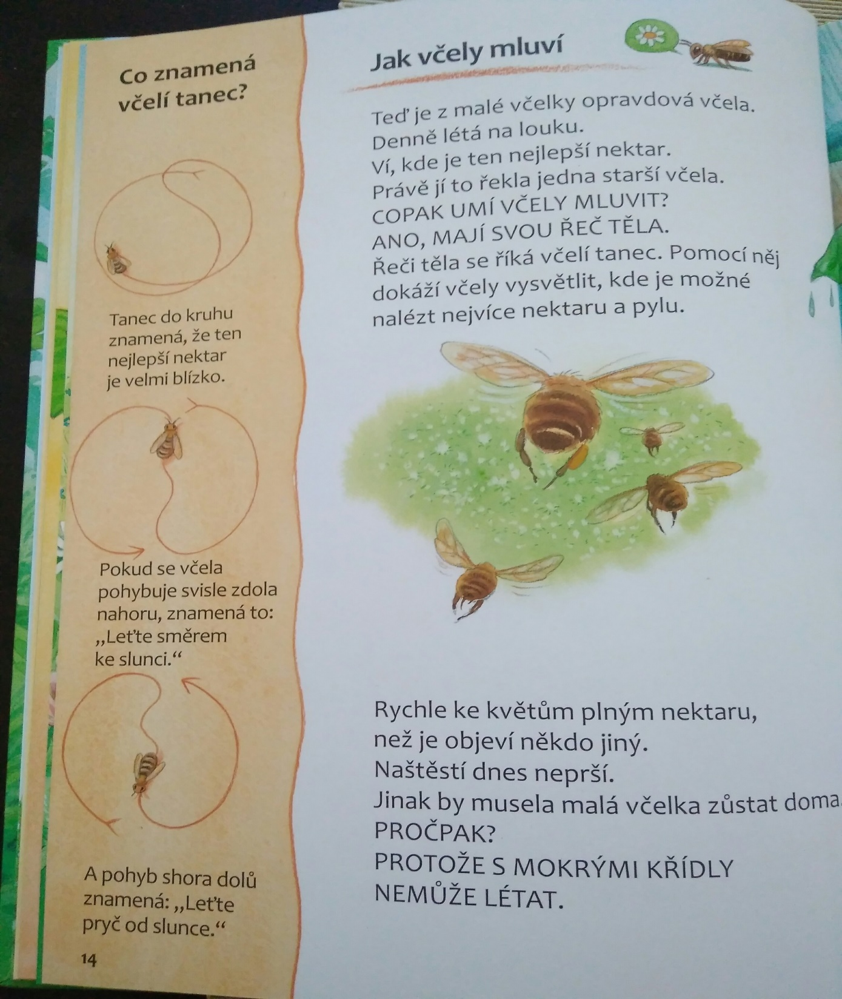 Co znamená
včelí tanec?
Tanec do kruhu
znamená, že ten
nejlepší nektar
je velmi blízko.
Pokud se včela
pohybuje svisle zdola
nahoru, znamená to:
„Leťte směrem
ke slunci.“
A pohyb shora dolů
znamená: „Leťte
pryč od slunce.“
14
Jak včely mluví
Teď je z malé včelky opravdová včela.
Denně létá na louku.
Ví, kde je ten nejlepší nektar.
Právě jí to řekla jedna starší včela.
COPAK UMÍ VČELY MLUVIT?
ANO, MAJÍ SVOU ŘEČ TĚLA.
Řeči těla se říká včelí tanec. Pomocí něj
dokáží včely vysvětlit, kde je možné
nalézt nejvíce nektaru a pylu.
Rychle ke květům plným nektaru,
než je objeví někdo jiný.
Naštěstí dnes neprší.
Jinak by musela malá včelka zůstat doma.
PROČPAK?
PROTOŽE S MOKRÝMI KŘÍDLY
NEMŮŽE LÉTAT.